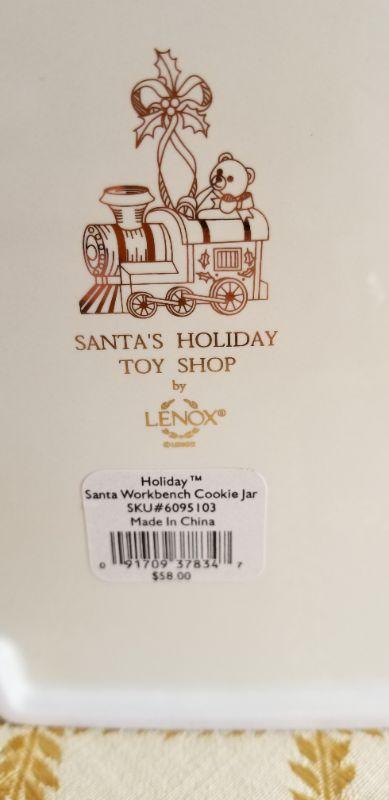 SANTA'S HOLIDAY
TOY SHOP
by
LENOX®
©LENOX
Holiday™
Santa Workbench Cookie Jar
SKU#6095103
Made In China
0 91709 37834 7
$58.00